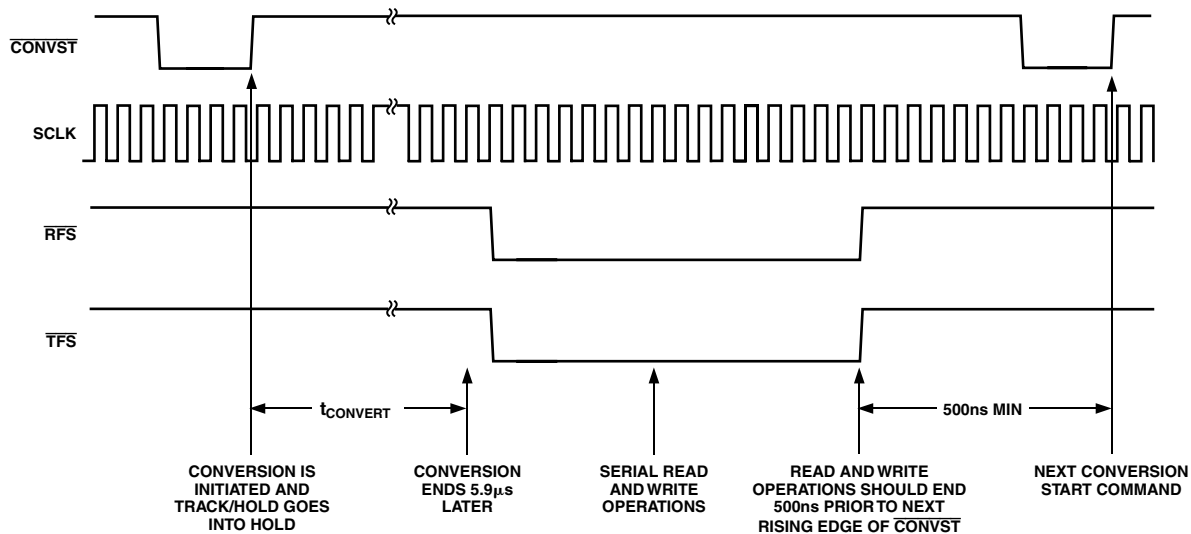 CONVST
SCLK
RFS
TFS
tCONVERT
500ns MIN
CONVERSION IS
INITIATED AND
TRACK/HOLD GOES
INTO HOLD
CONVERSION
ENDS 5.9μs
LATER
SERIAL READ
AND WRITE
OPERATIONS
READ AND WRITE
OPERATIONS SHOULD END
500ns PRIOR TO NEXT
RISING EDGE OF CONVST
NEXT CONVERSION
START COMMAND